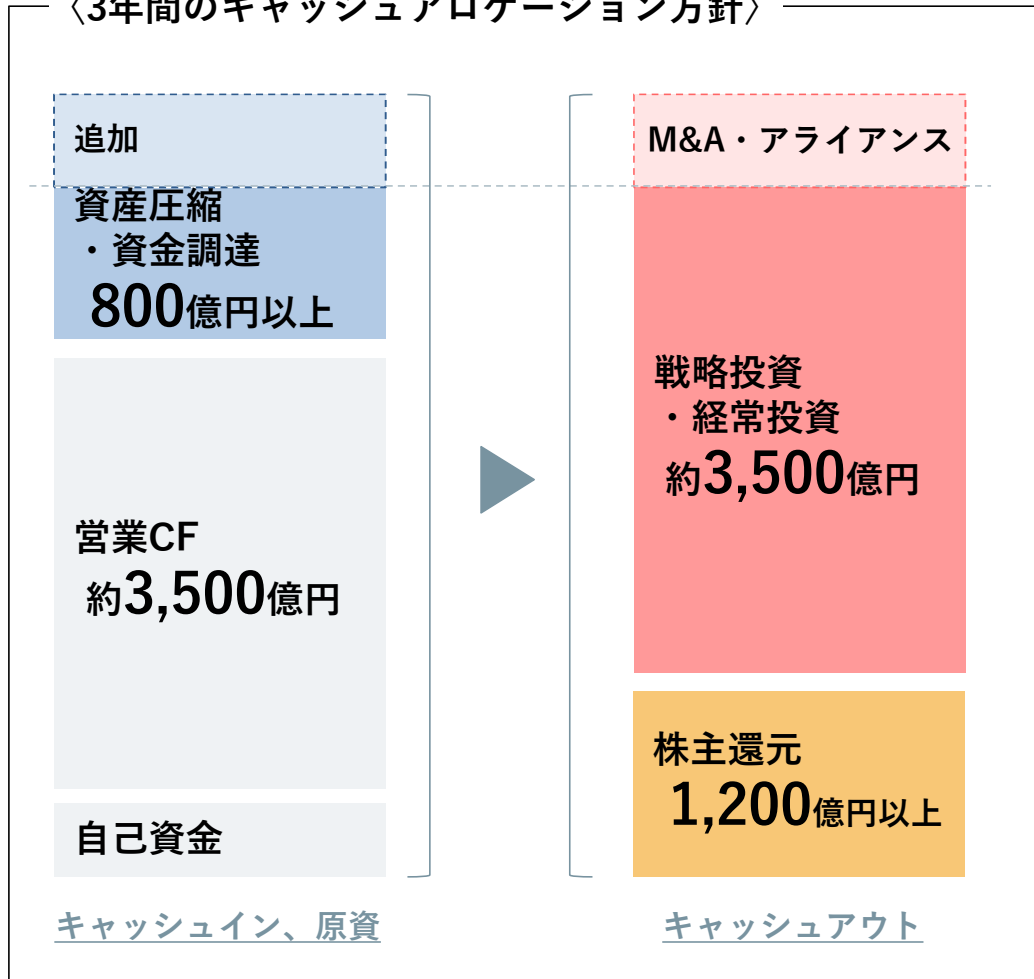 〈3年間のキャッシュアロケーション方針〉
追加
資産圧縮
・資金調達
800億円以上
営業CF
約3,500億円
自己資金
キャッシュイン、原資
M&A・アライアンス
戦略投資
・経常投資
約3,500億円
株主還元
1,200億円以上
キャッシュアウト